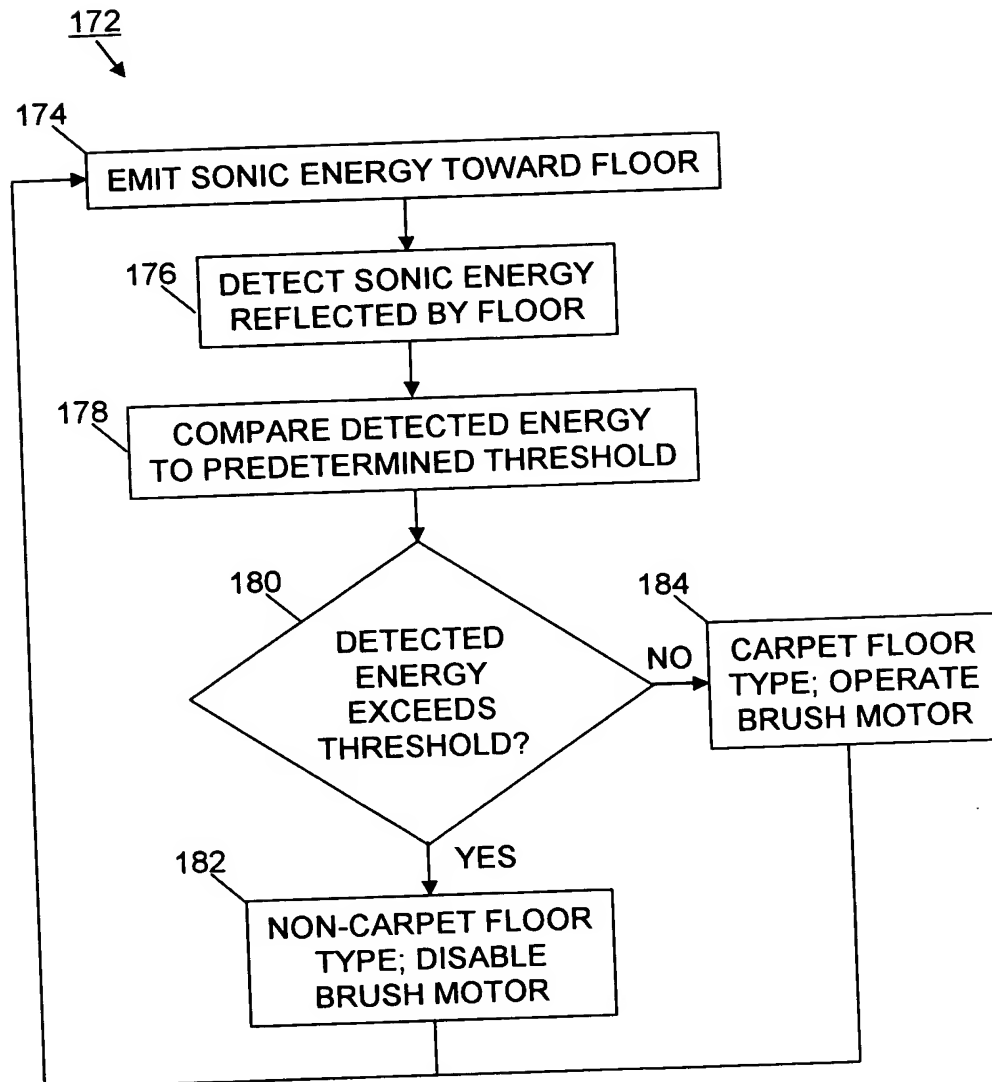 172
174
EMIT SONIC ENERGY TOWARD FLOOR
176
DETECT SONIC ENERGY
REFLECTED BY FLOOR
178
COMPARE DETECTED ENERGY
TO PREDETERMINED THRESHOLD
180
DETECTED
ENERGY
EXCEEDS
THRESHOLD?
NO
184
CARPET FLOOR
TYPE; OPERATE
BRUSH MOTOR
YES
182
NON-CARPET FLOOR
TYPE; DISABLE
BRUSH MOTOR